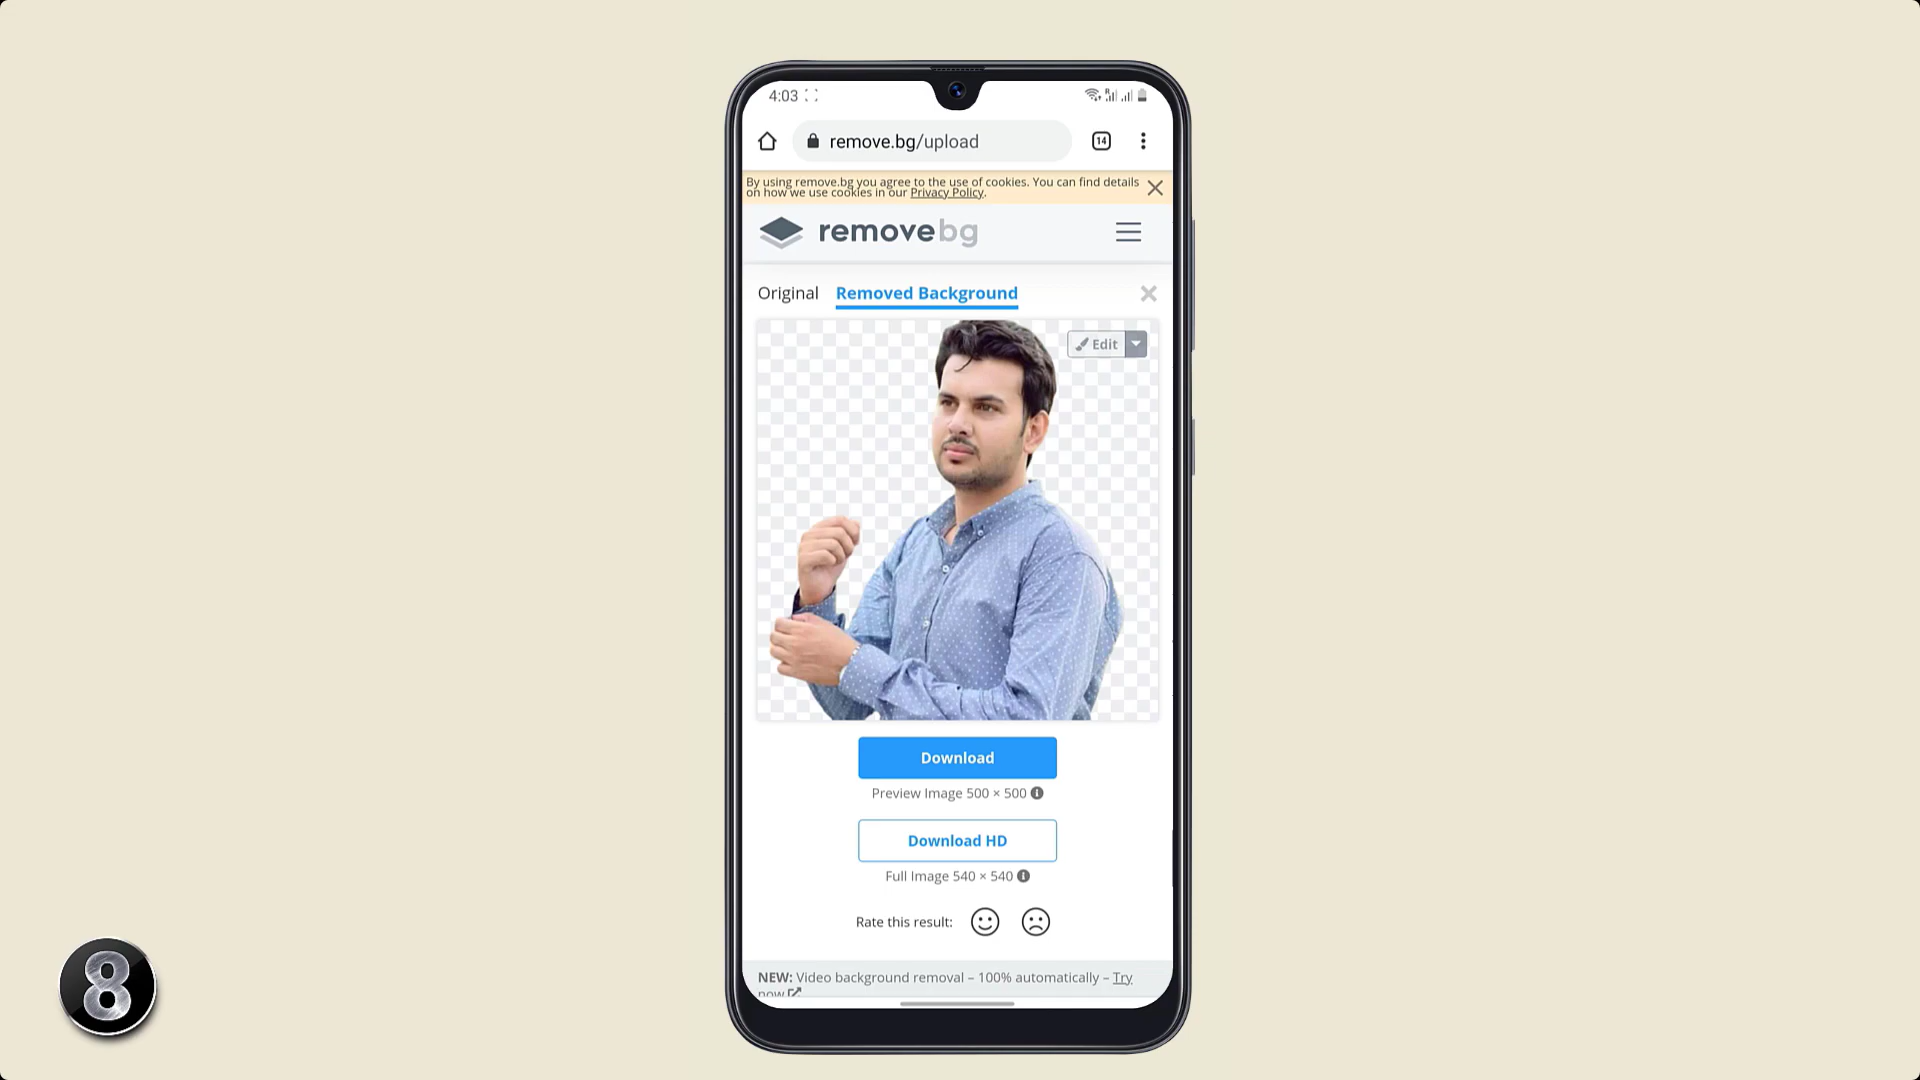 4:03
remove.bg/upload
14
By using remove.bg you agree to the use of cookies. You can find details
on how we use cookies in our Privacy Policy.
removebg
Original Removed Background
Edit
Download
Preview Image 500 × 500
Download HD
Full Image 540 × 540
Rate this result:
NEW: Video background removal – 100% automatically – Try
now
8